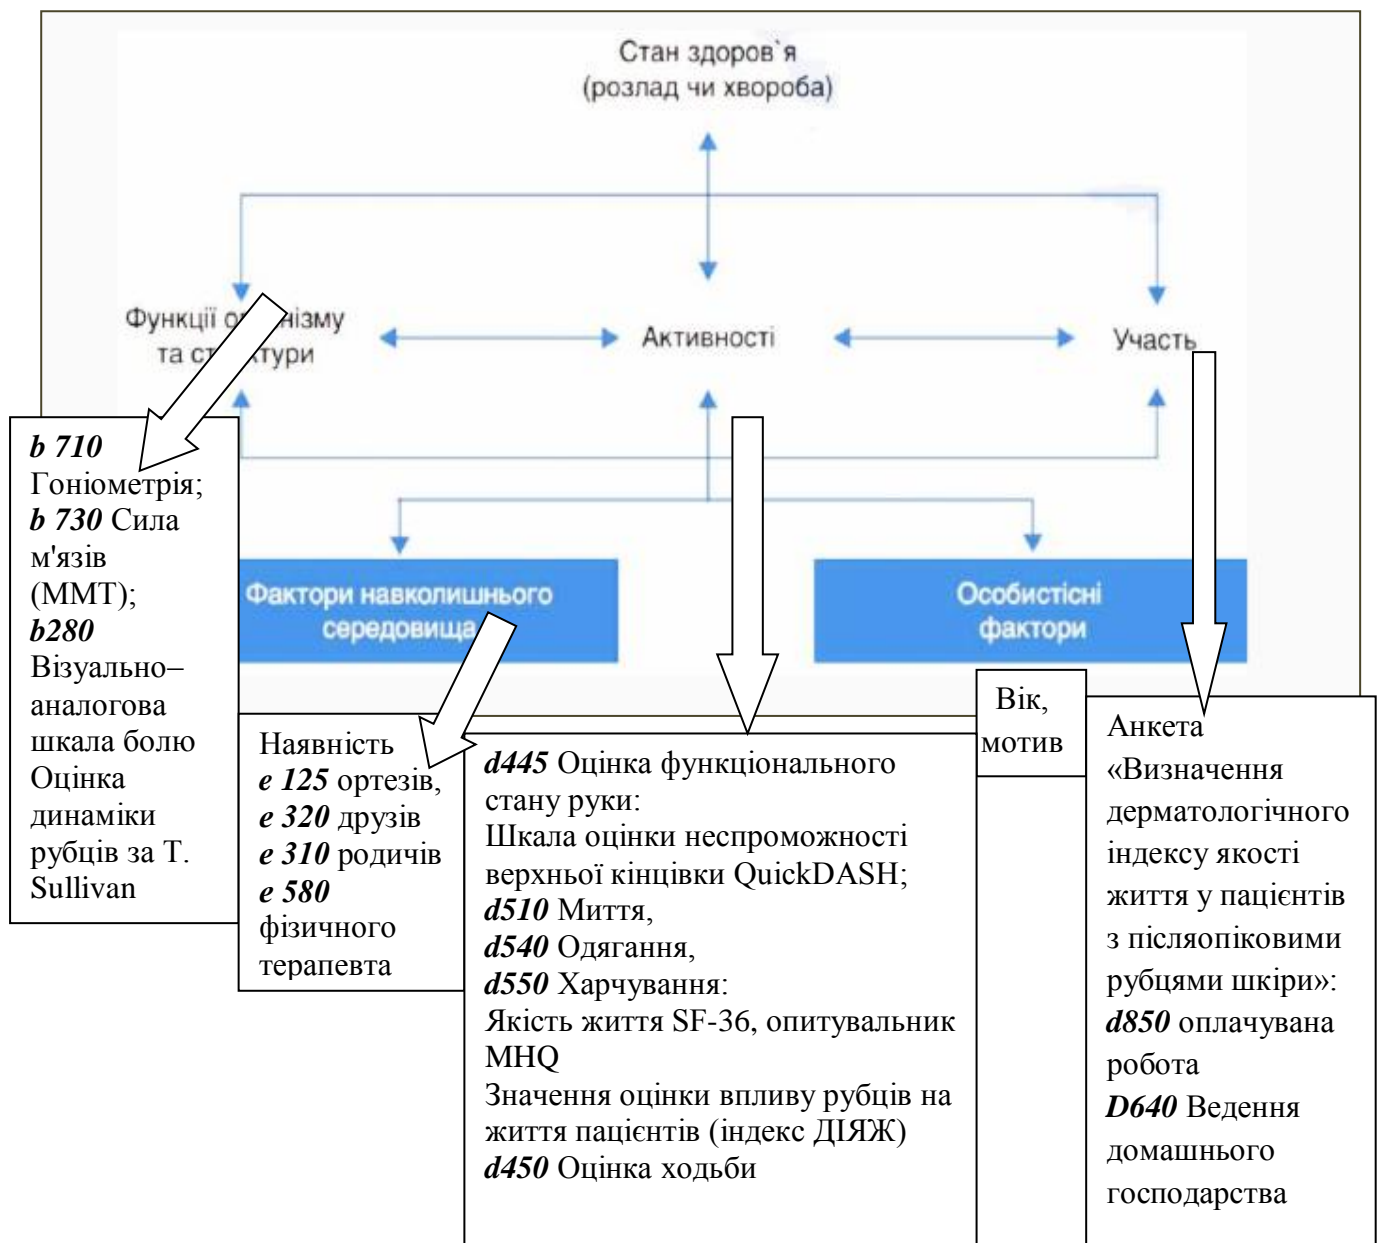 Стан здоров`я
(розлад чи хвороба)
Функції о нізму
та ст тури
Активності
Участь
b 710
Гоніометрія;
b 730 Сила
м'язів
(ММТ);
b280
Візуально–
аналогова
шкала болю
Оцінка
динаміки
рубців за Т.
Sullivan
Фактори навколишнього
середовища
Особистісні
фактори
Наявність
e 125 ортезів,
e 320 друзів
e 310 родичів
e 580
фізичного
терапевта
d445 Оцінка функціонального
стану руки:
Шкала оцінки неспроможності
верхньої кінцівки QuickDASH;
d510 Миття,
d540 Одягання,
d550 Харчування:
Якість життя SF-36, опитувальник
MHQ
Значення оцінки впливу рубців на
життя пацієнтів (індекс ДІЯЖ)
d450 Оцінка ходьби
Вік,
мотив
Анкета
«Визначення
дерматологічного
індексу якості
життя у пацієнтів
з післяопіковими
рубцями шкіри»:
d850 оплачувана
робота
D640 Ведення
домашнього
господарства